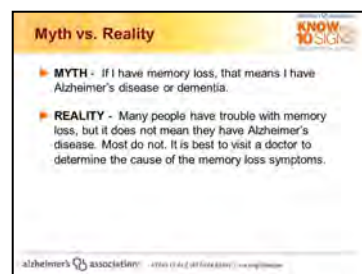 Myth vs. Reality
KNOW
10 SIGNS
MYTH - If I have memory loss, that means I have
Alzheimer's disease or dementia.
REALITY - Many people have trouble with memory
loss, but it does not mean they have Alzheimer's
disease. Most do not. It is best to visit a doctor to
determine the cause of the memory loss symptoms.
alzheimer's association